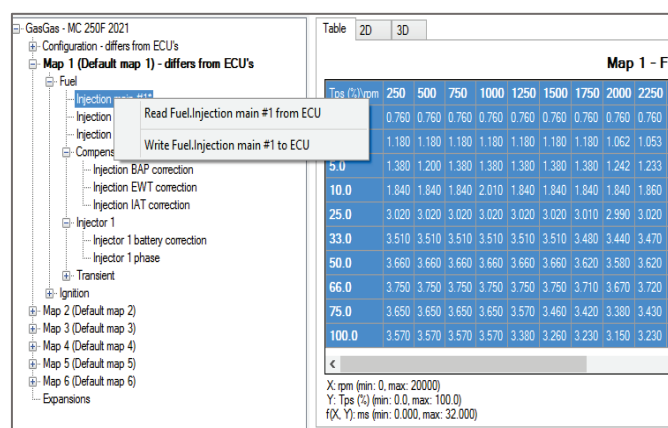 GasGas - MC 250F 2021
Configuration - differs from ECU's
Map 1 (Default map 1) - differs from ECU's
Fuel
Injection main #1*
Injection
Injection
Compens
Injection BAP correction
Injection EWT correction
Injection IAT correction
Injector 1
Injector 1 battery correction
Injector 1 phase
Transient
Ignition
Map 2 (Default map 2)
Map 3 (Default map 3)
Map 4 (Default map 4)
Map 5 (Default map 5)
Map 6 (Default map 6)
Expansions
Read Fuel.Injection main #1 from ECU
Write Fuel.Injection main #1 to ECU
Table 2D 3D
Map 1 - F
Tps (%)\rpm 250 500 750 1000 1250 1500 1750 2000 2250
0.760 0.760 0.760 0.760 0.760 0.760 0.760 0.760 0.760
1.180 1.180 1.180 1.180 1.180 1.180 1.180 1.062 1.053
5.0 1.380 1.200 1.380 1.380 1.380 1.380 1.380 1.242 1.233
10.0 1.840 1.840 1.840 2.010 1.840 1.840 1.840 1.840 1.860
25.0 3.020 3.020 3.020 3.020 3.020 3.020 3.010 2.990 3.020
33.0 3.510 3.510 3.510 3.510 3.510 3.510 3.480 3.440 3.470
50.0 3.660 3.660 3.660 3.660 3.660 3.660 3.620 3.580 3.620
66.0 3.750 3.750 3.750 3.750 3.750 3.750 3.710 3.670 3.720
75.0 3.650 3.650 3.650 3.650 3.570 3.460 3.420 3.380 3.430
100.0 3.570 3.570 3.570 3.570 3.380 3.260 3.230 3.150 3.230
X: rpm (min: 0, max: 20000)
Y: Tps (%) (min: 0.0, max: 100.0)
f(X, Y): ms (min: 0.000, max: 32.000)